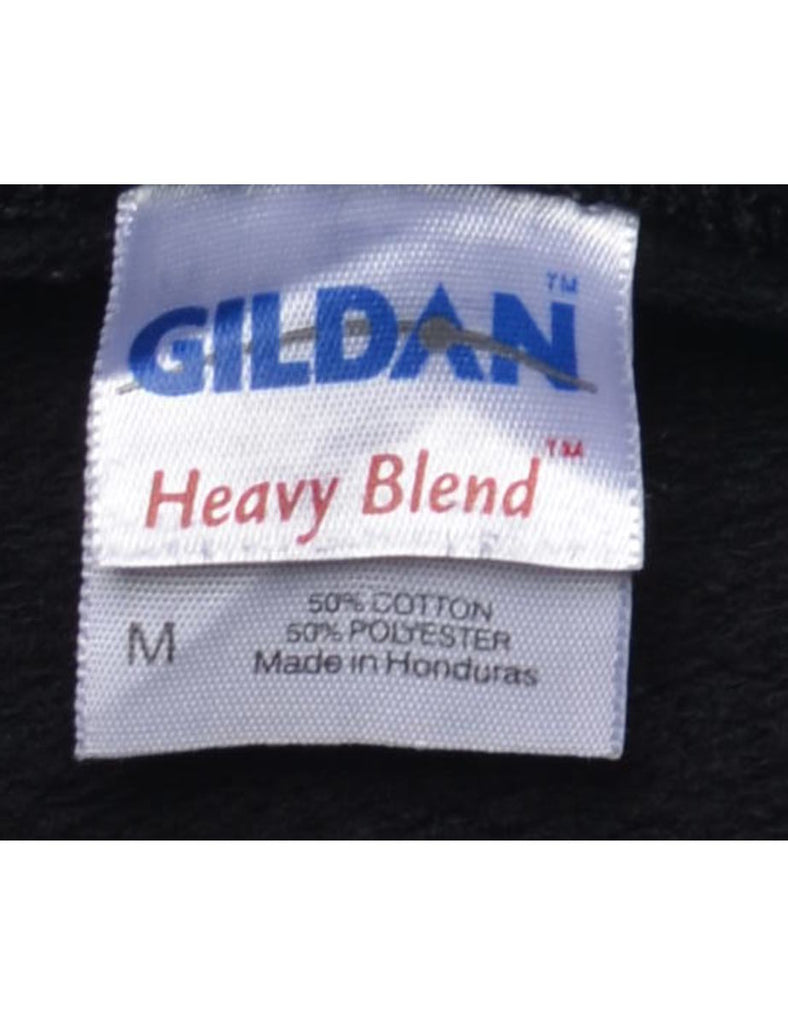 GILDAN™
Heavy Blend™
M
50% COTTON
50% POLYESTER
Made in Honduras